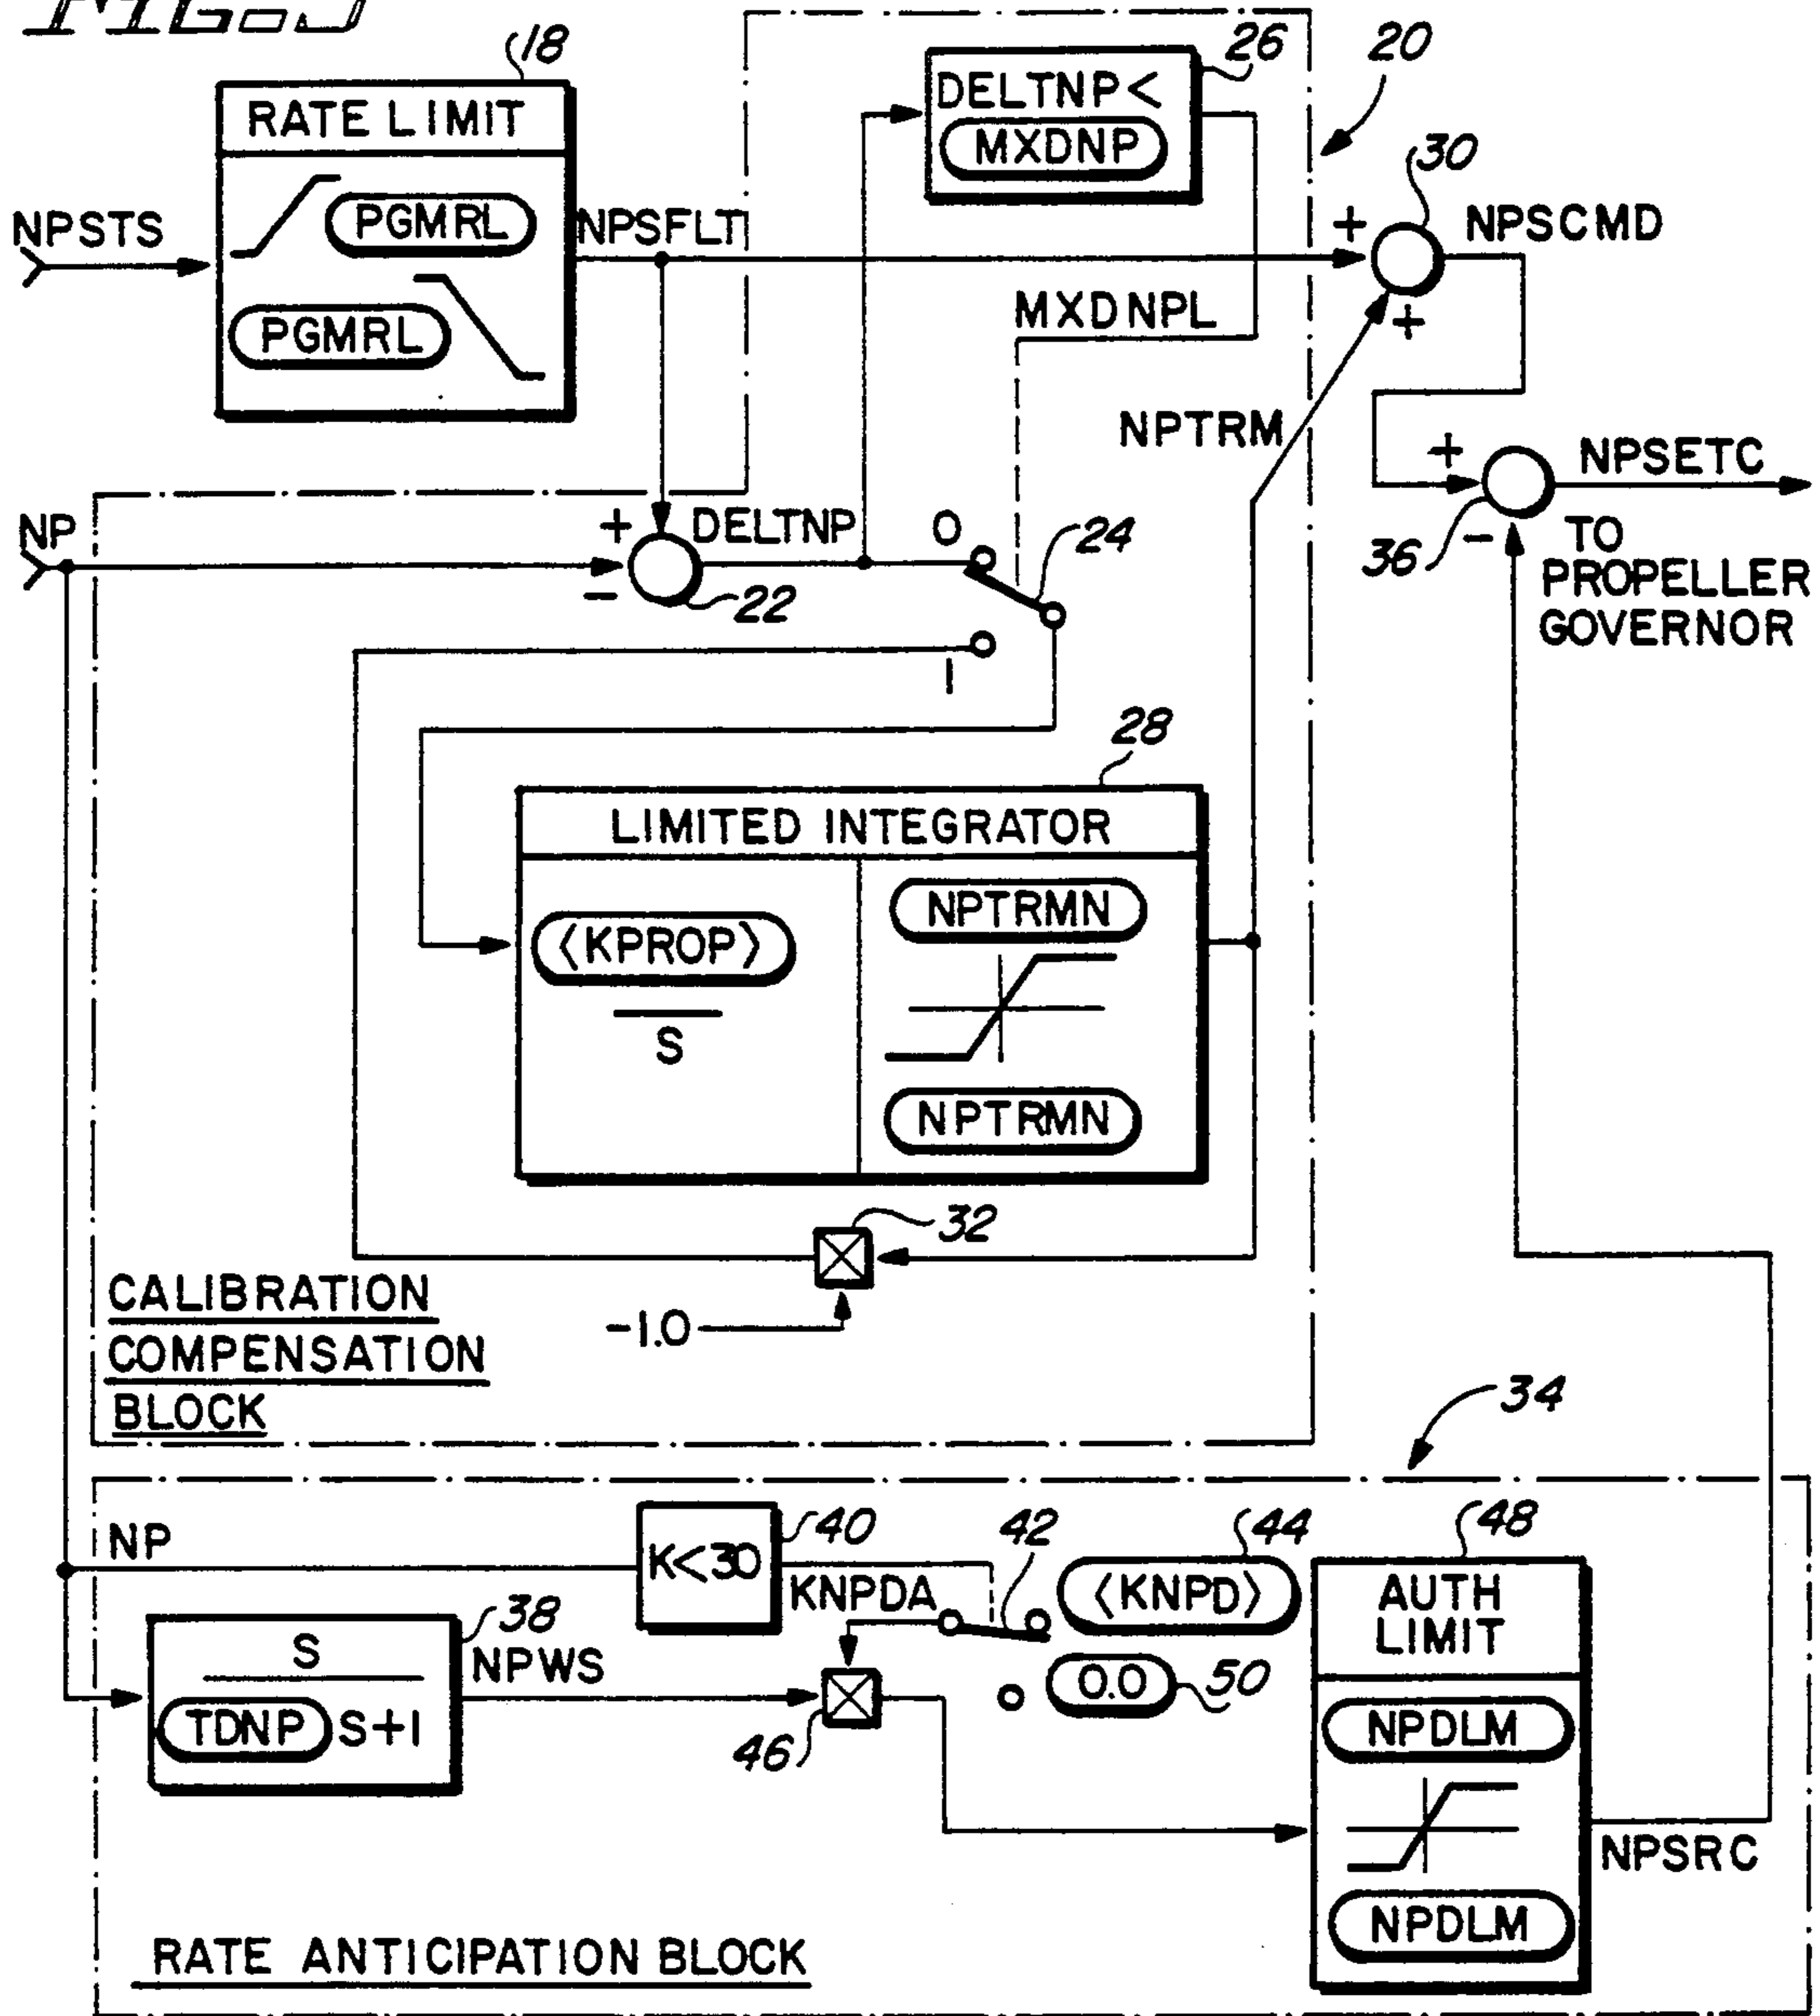 18
26
20
RATE LIMIT
DELTNP<
MXDNP
30
NPSTS
PGMRL
NPSFLT
+
NPSCMD
MXDNPL
+
PGMRL
NPTRM
+
NPSETC
NP
+
DELTNP
0
24
36
-
TO
PROPELLER
GOVERNOR
-
22
1
28
LIMITED INTEGRATOR
NPTRMN
〈KPROP〉
S
NPTRMN
32
-1.0
CALIBRATION
COMPENSATION
BLOCK
34
NP
40
42
44
48
K<30
KNPDA
〈KNPD〉
AUTH
LIMIT
38
S
NPWS
0.0
50
TDNP S+1
46
NPDLM
NPSRC
NPDLM
RATE ANTICIPATION BLOCK